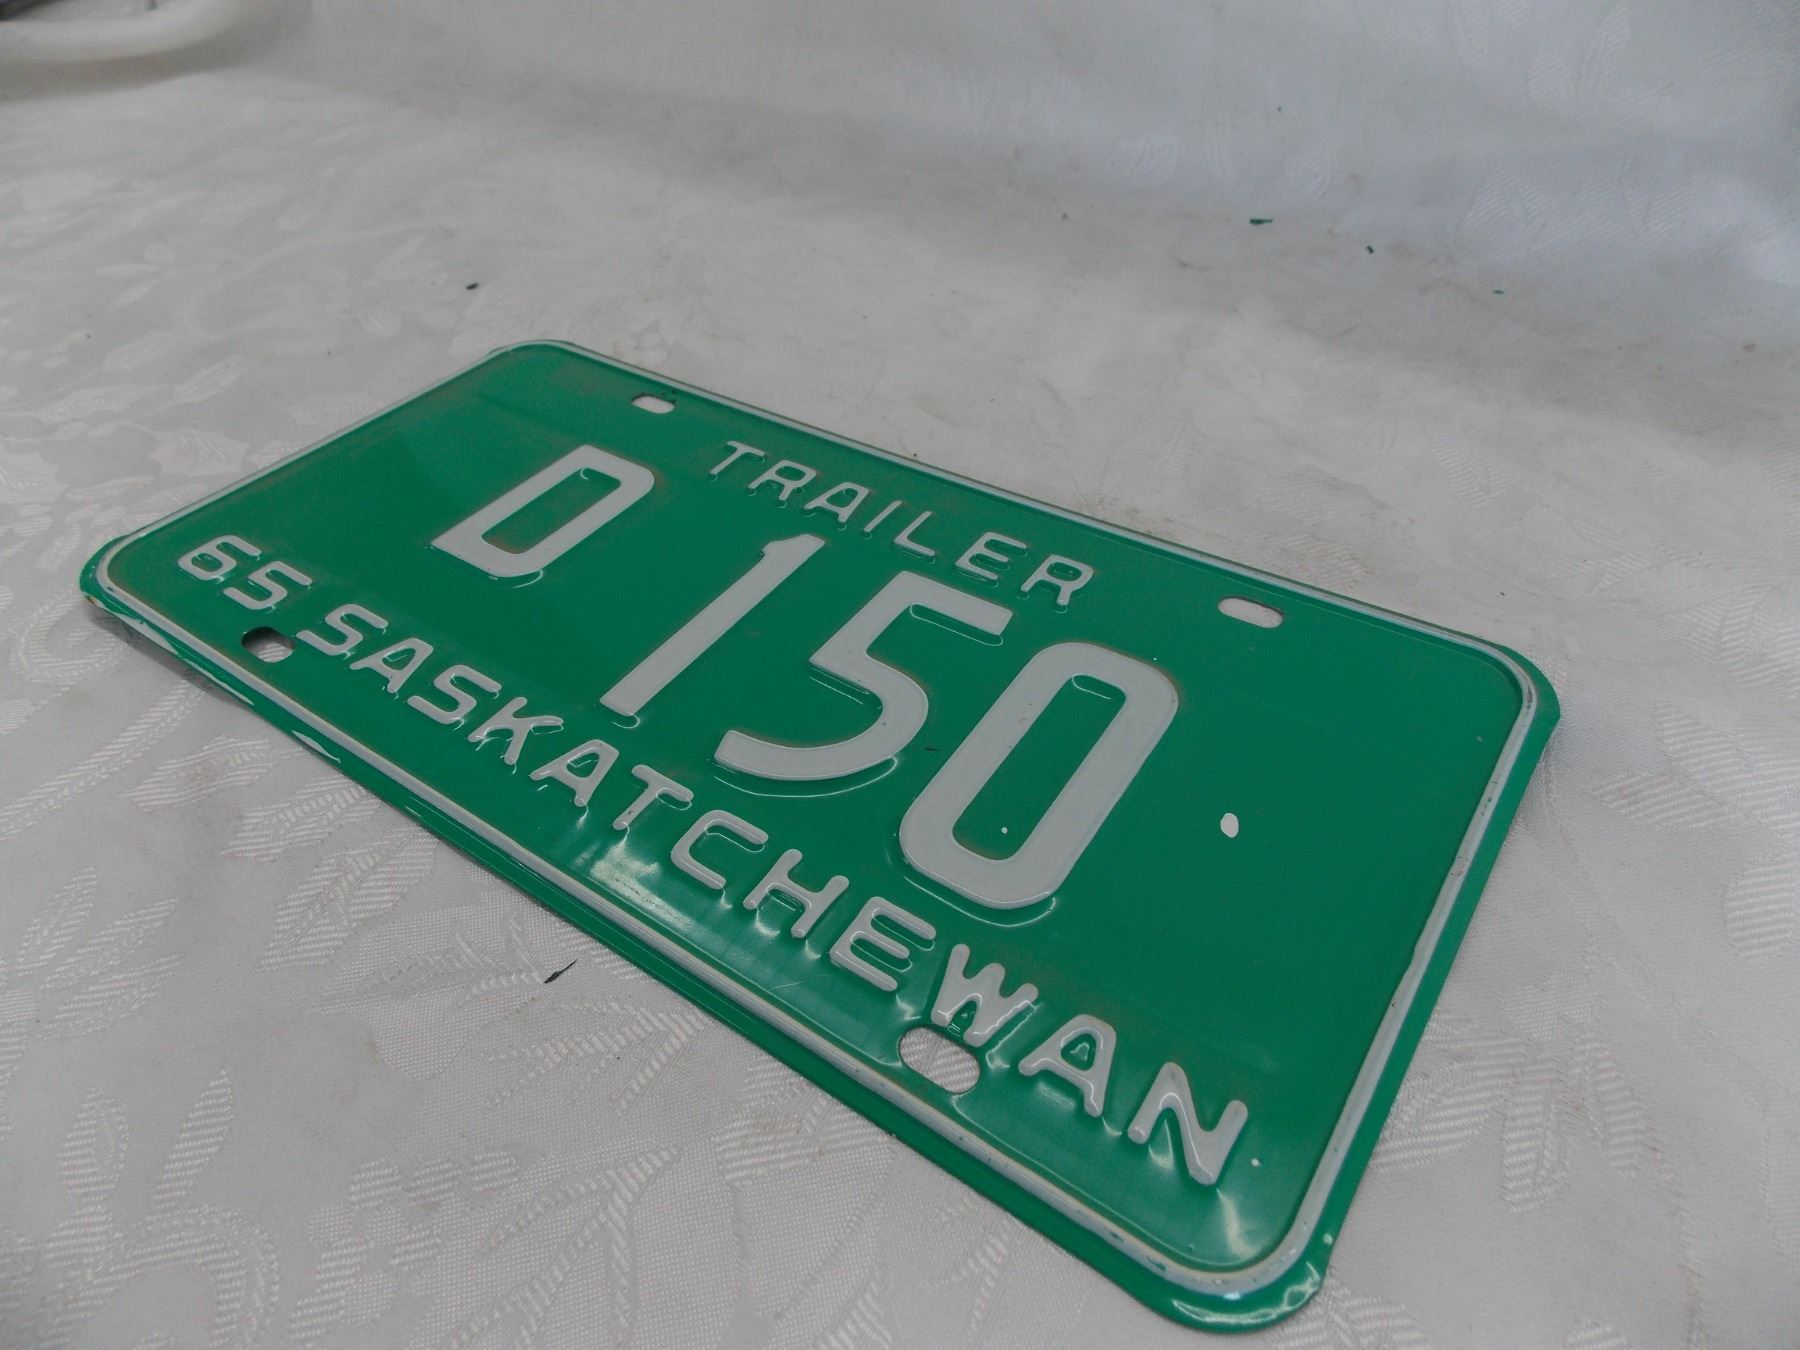 TRAILER
D 150
65 SASKATCHEWAN